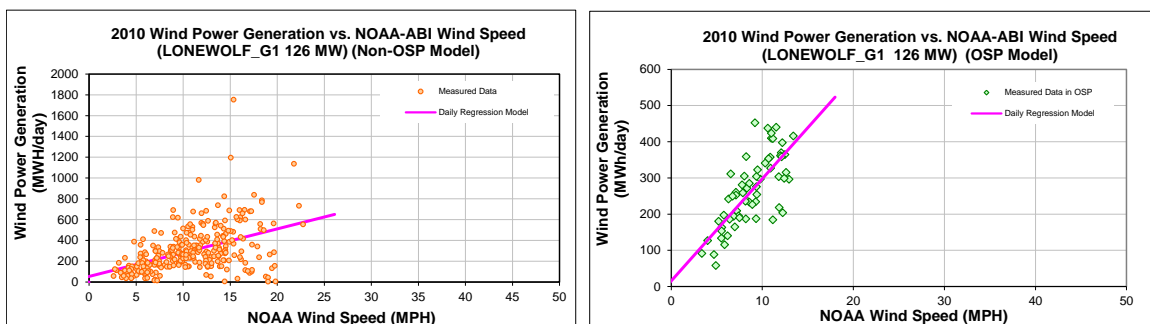 2010 Wind Power Generation vs. NOAA-ABI Wind Speed
(LONEWOLF_G1 126 MW) (Non-OSP Model)
Wind Power Generation
(MWH/day)
2000
1800
1600
1400
1200
1000
800
600
400
200
0
Measured Data
Daily Regression Model
0 5 10 15 20 25 30 35 40 45 50
NOAA Wind Speed (MPH)
2010 Wind Power Generation vs. NOAA-ABI Wind Speed
(LONEWOLF_G1 126 MW) (OSP Model)
Wind Power Generation
(MWh/day)
600
500
400
300
200
100
0
Measured Data in OSP
Daily Regression Model
0 10 20 30 40 50
NOAA Wind Speed (MPH)